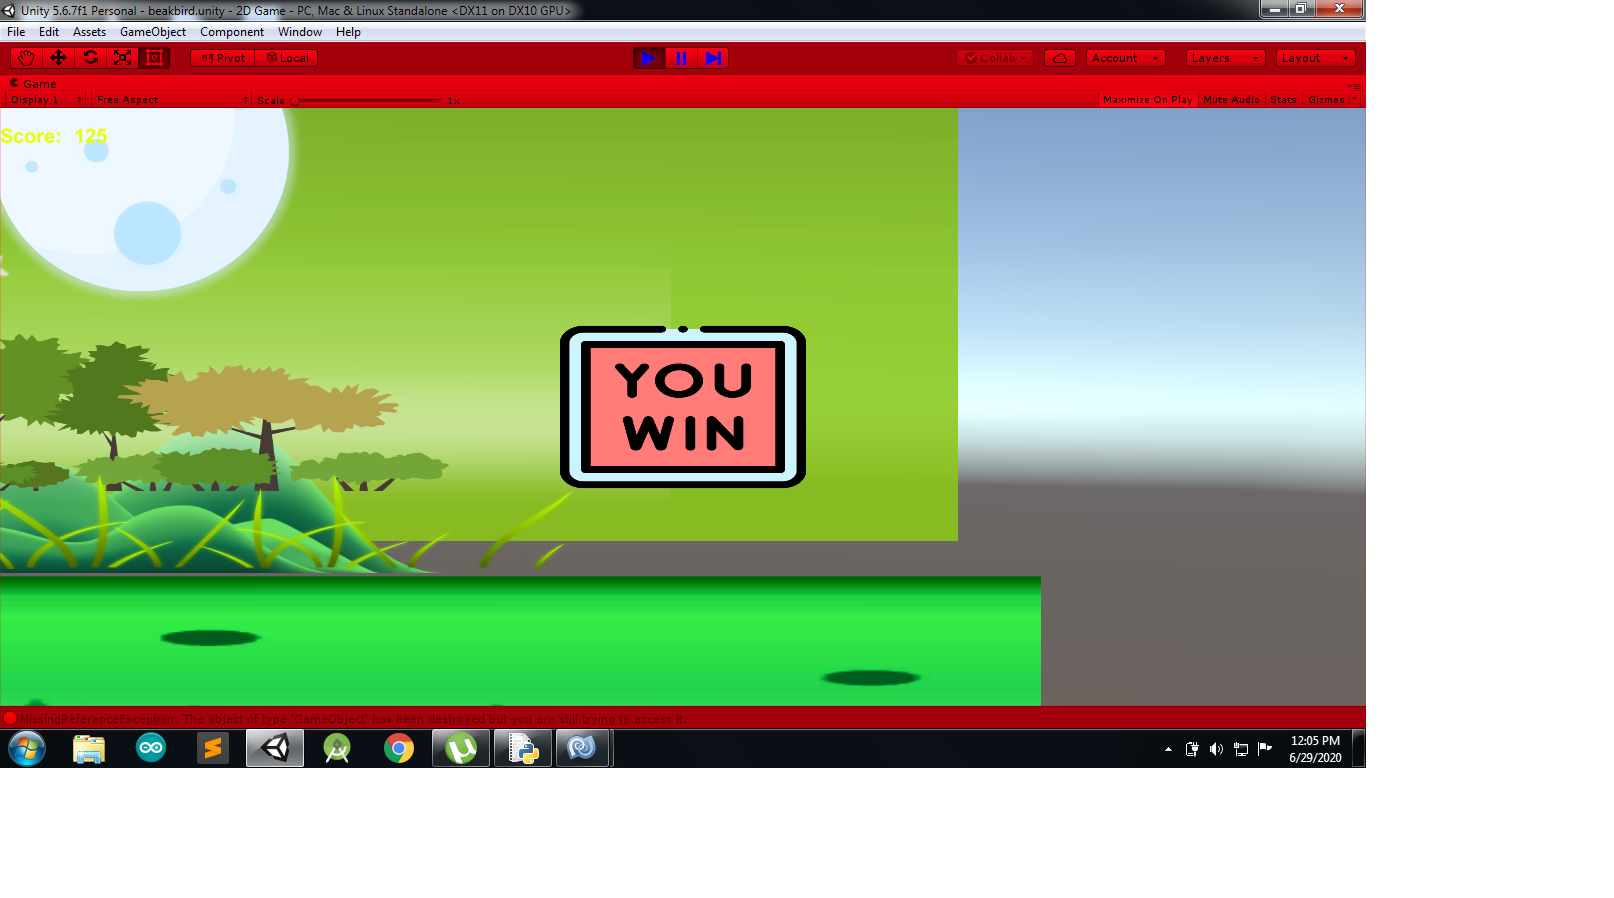 Unity 5.6.7f1 Personal - beakbird.unity - 2D Game - PC, Mac & Linux Standalone <DX11 on DX10 GPU>
File Edit Assets GameObject Component Window Help
Pivot Local Collab Account Layers Layout
Game
Display 1 Free Aspect Scale 1x Maximize On Play Mute Audio Stats Gizmos
Score: 125
YOU
WIN
MissingReferenceException: The object of type 'GameObject' has been destroyed but you are still trying to access it.
12:05 PM
6/29/2020